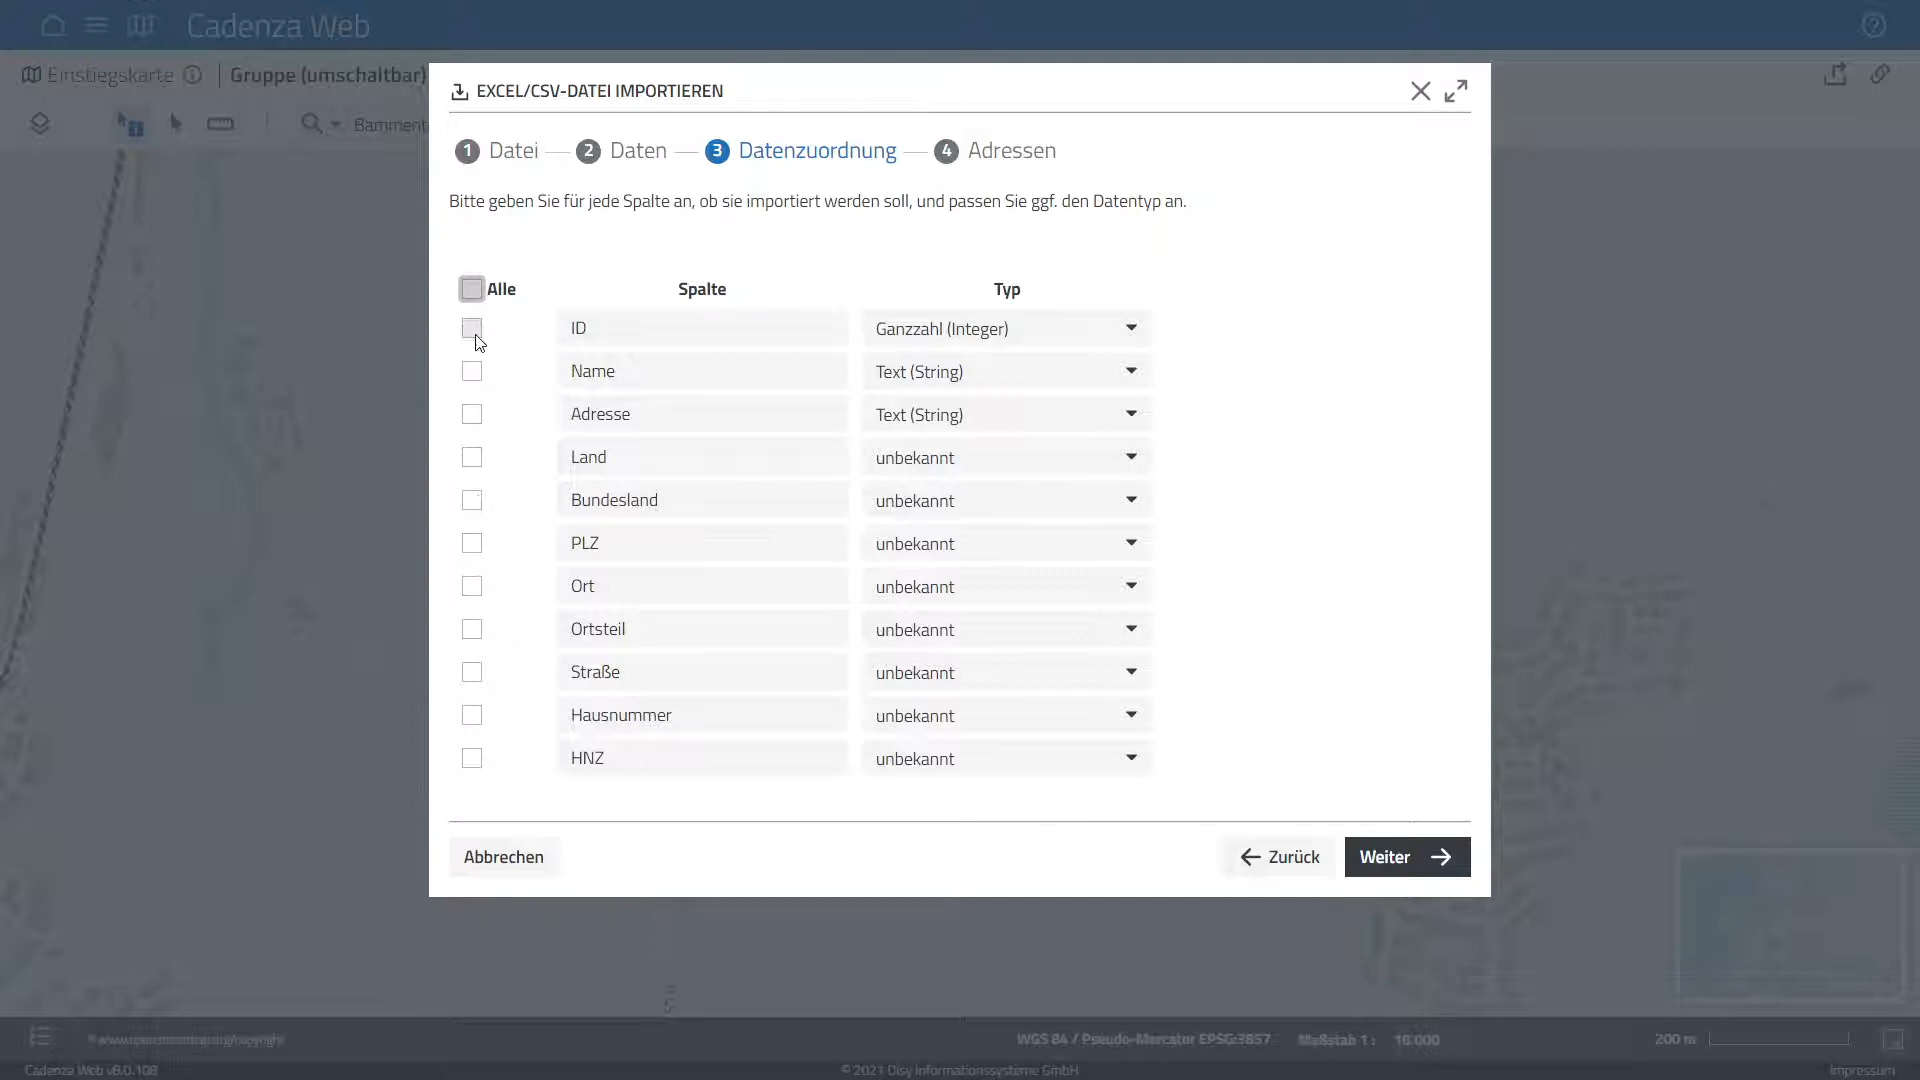 Cadenza Web
Einstiegskarte
Gruppe (umschaltbar)
Bamment
EXCEL/CSV-DATEI IMPORTIEREN
1 Datei 2 Daten 3 Datenzuordnung 4 Adressen
Bitte geben Sie für jede Spalte an, ob sie importiert werden soll, und passen Sie ggf. den Datentyp an.
Alle Spalte Typ
ID Ganzzahl (Integer)
Name Text (String)
Adresse Text (String)
Land unbekannt
Bundesland unbekannt
PLZ unbekannt
Ort unbekannt
Ortsteil unbekannt
Straße unbekannt
Hausnummer unbekannt
HNZ unbekannt
Abbrechen Zurück Weiter
WGS 84 / Pseudo-Mercator EPSG:3857 Maßstab 1 : 10 000 200 m
Cadenza Web v8.0.108 © 2021 Disy Informationssysteme GmbH Impressum